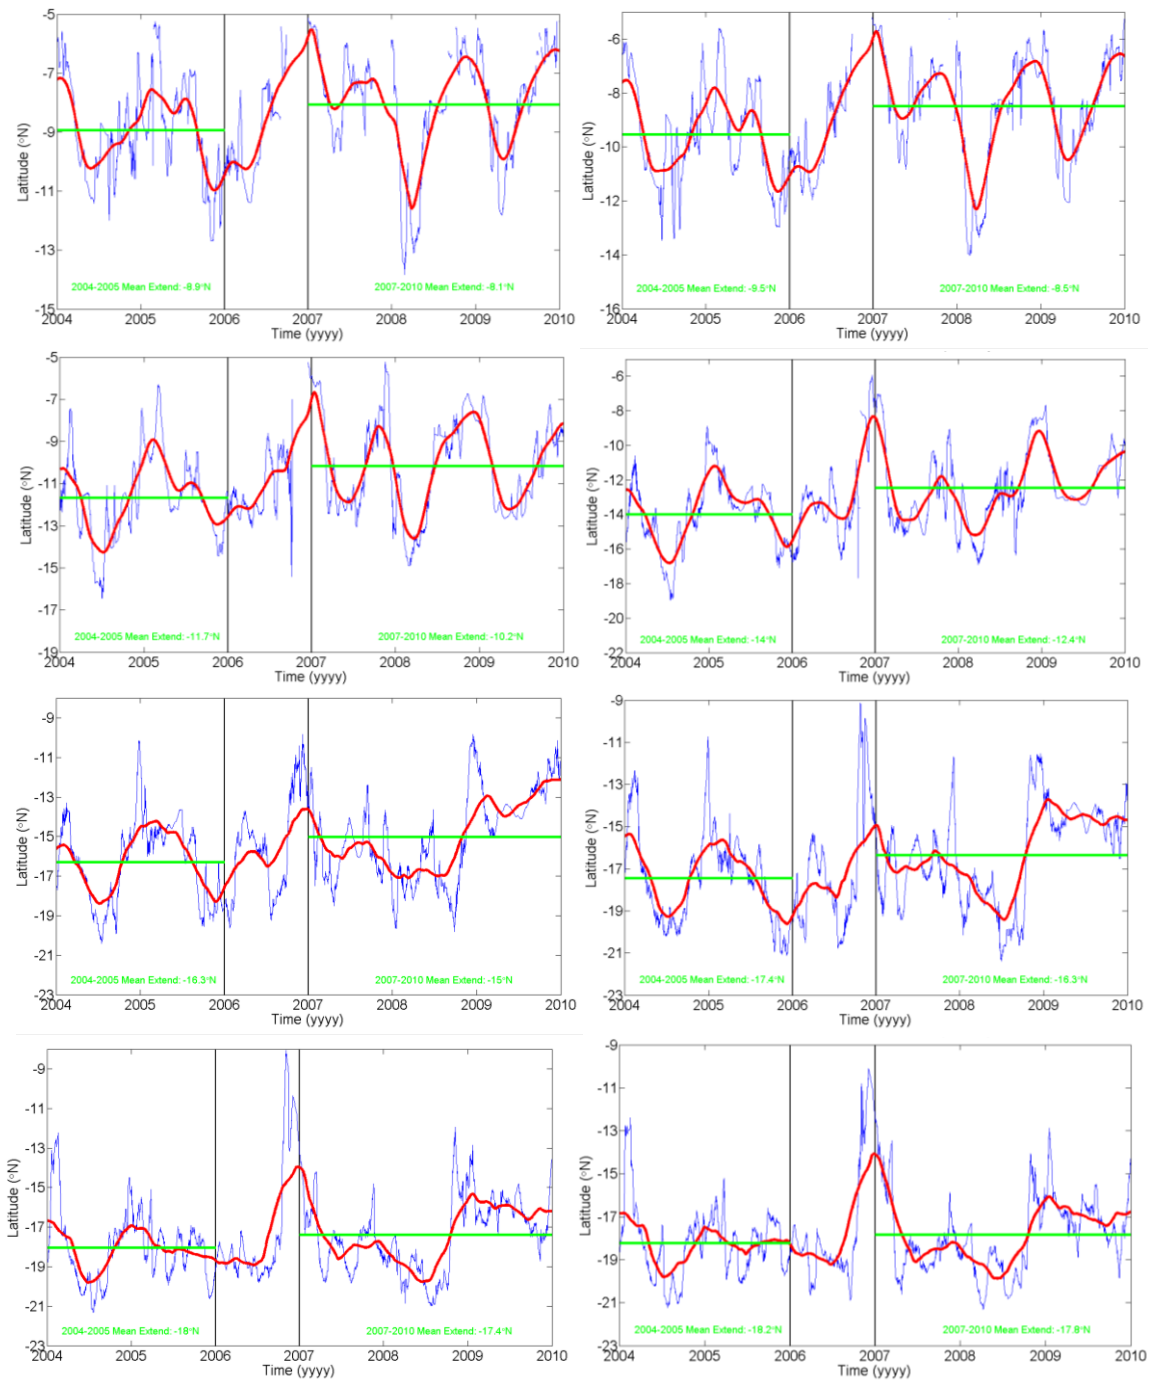 -5
-7
-9
-11
-13
-15
Latitude (°N)
2004 2005 2006 2007 2008 2009 2010
Time (yyyy)
2004-2005 Mean Extend: -8.9°N
2007-2010 Mean Extend: -8.1°N
-6
-8
-10
-12
-14
-16
Latitude (°N)
2004 2005 2006 2007 2008 2009 2010
Time (yyyy)
2004-2005 Mean Extend: -9.5°N
2007-2010 Mean Extend: -8.5°N
-5
-7
-9
-11
-13
-15
-17
-19
Latitude (°N)
2004 2005 2006 2007 2008 2009 2010
Time (yyyy)
2004-2005 Mean Extend: -11.7°N
2007-2010 Mean Extend: -10.2°N
-6
-8
-10
-12
-14
-16
-18
-20
-22
Latitude (°N)
2004 2005 2006 2007 2008 2009 2010
Time (yyyy)
2004-2005 Mean Extend: -14°N
2007-2010 Mean Extend: -12.4°N
-9
-11
-13
-15
-17
-19
-21
-23
Latitude (°N)
2004 2005 2006 2007 2008 2009 2010
Time (yyyy)
2004-2005 Mean Extend: -16.3°N
2007-2010 Mean Extend: -15°N
-9
-11
-13
-15
-17
-19
-21
-23
Latitude (°N)
2004 2005 2006 2007 2008 2009 2010
Time (yyyy)
2004-2005 Mean Extend: -17.4°N
2007-2010 Mean Extend: -16.3°N
-9
-11
-13
-15
-17
-19
-21
-23
Latitude (°N)
2004 2005 2006 2007 2008 2009 2010
Time (yyyy)
2004-2005 Mean Extend: -18°N
2007-2010 Mean Extend: -17.4°N
-9
-11
-13
-15
-17
-19
-21
-23
Latitude (°N)
2004 2005 2006 2007 2008 2009 2010
Time (yyyy)
2004-2005 Mean Extend: -18.2°N
2007-2010 Mean Extend: -17.8°N